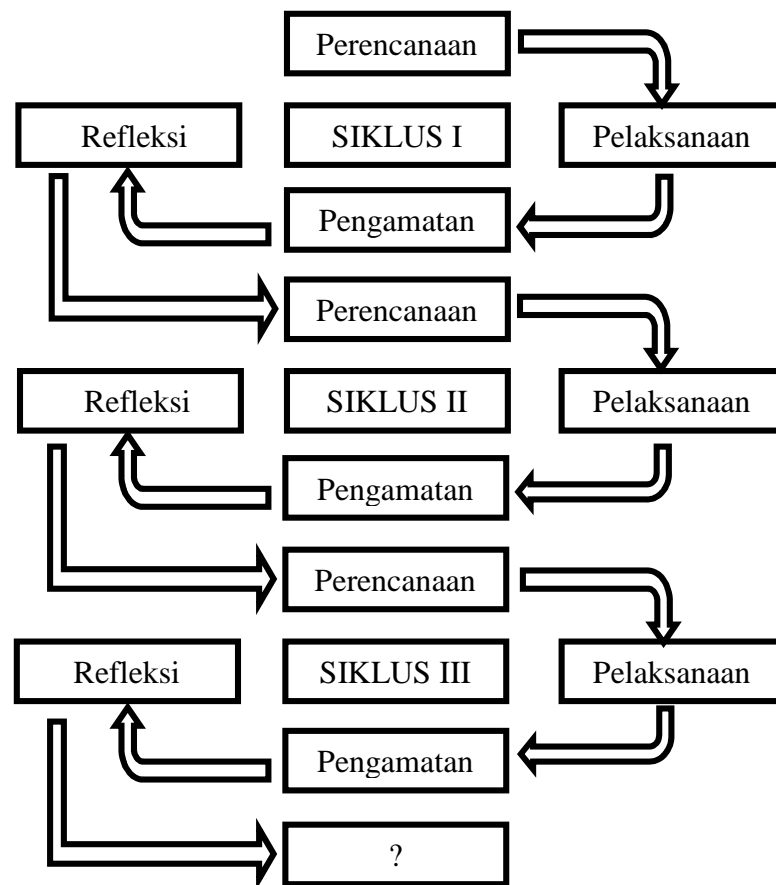 Perencanaan
Refleksi
SIKLUS I
Pelaksanaan
Pengamatan
Perencanaan
Refleksi
SIKLUS II
Pelaksanaan
Pengamatan
Perencanaan
Refleksi
SIKLUS III
Pelaksanaan
Pengamatan
?